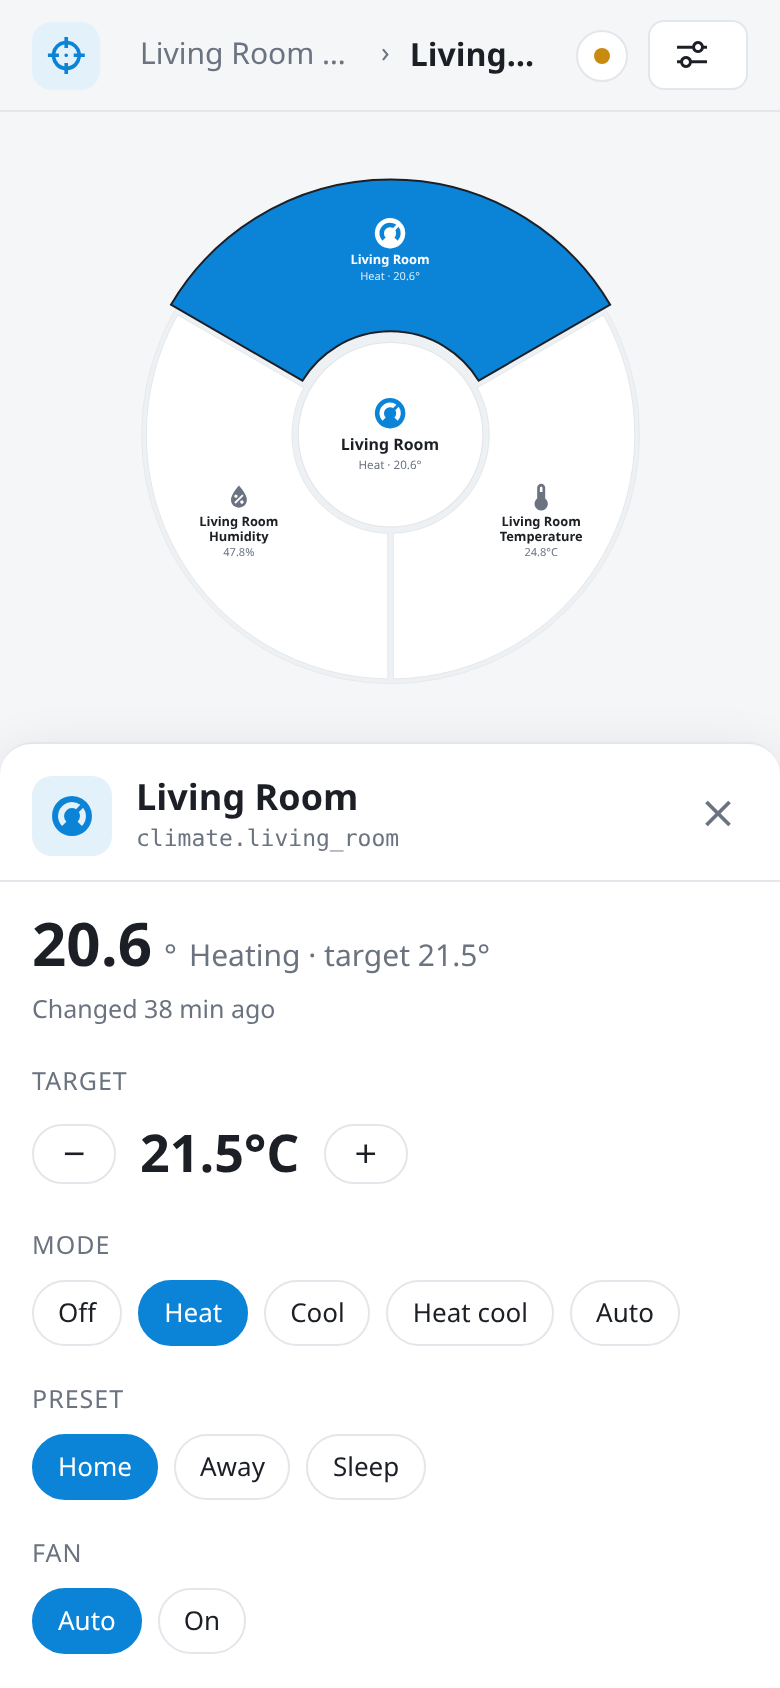 Living Room ... › Living...
Living Room
Heat · 20.6°
Living Room
Heat · 20.6°
Living Room
Humidity
47.8%
Living Room
Temperature
24.8°C
Living Room
climate.living_room
20.6 ° Heating · target 21.5°
Changed 38 min ago
TARGET
− 21.5°C +
MODE
Off Heat Cool Heat cool Auto
PRESET
Home Away Sleep
FAN
Auto On